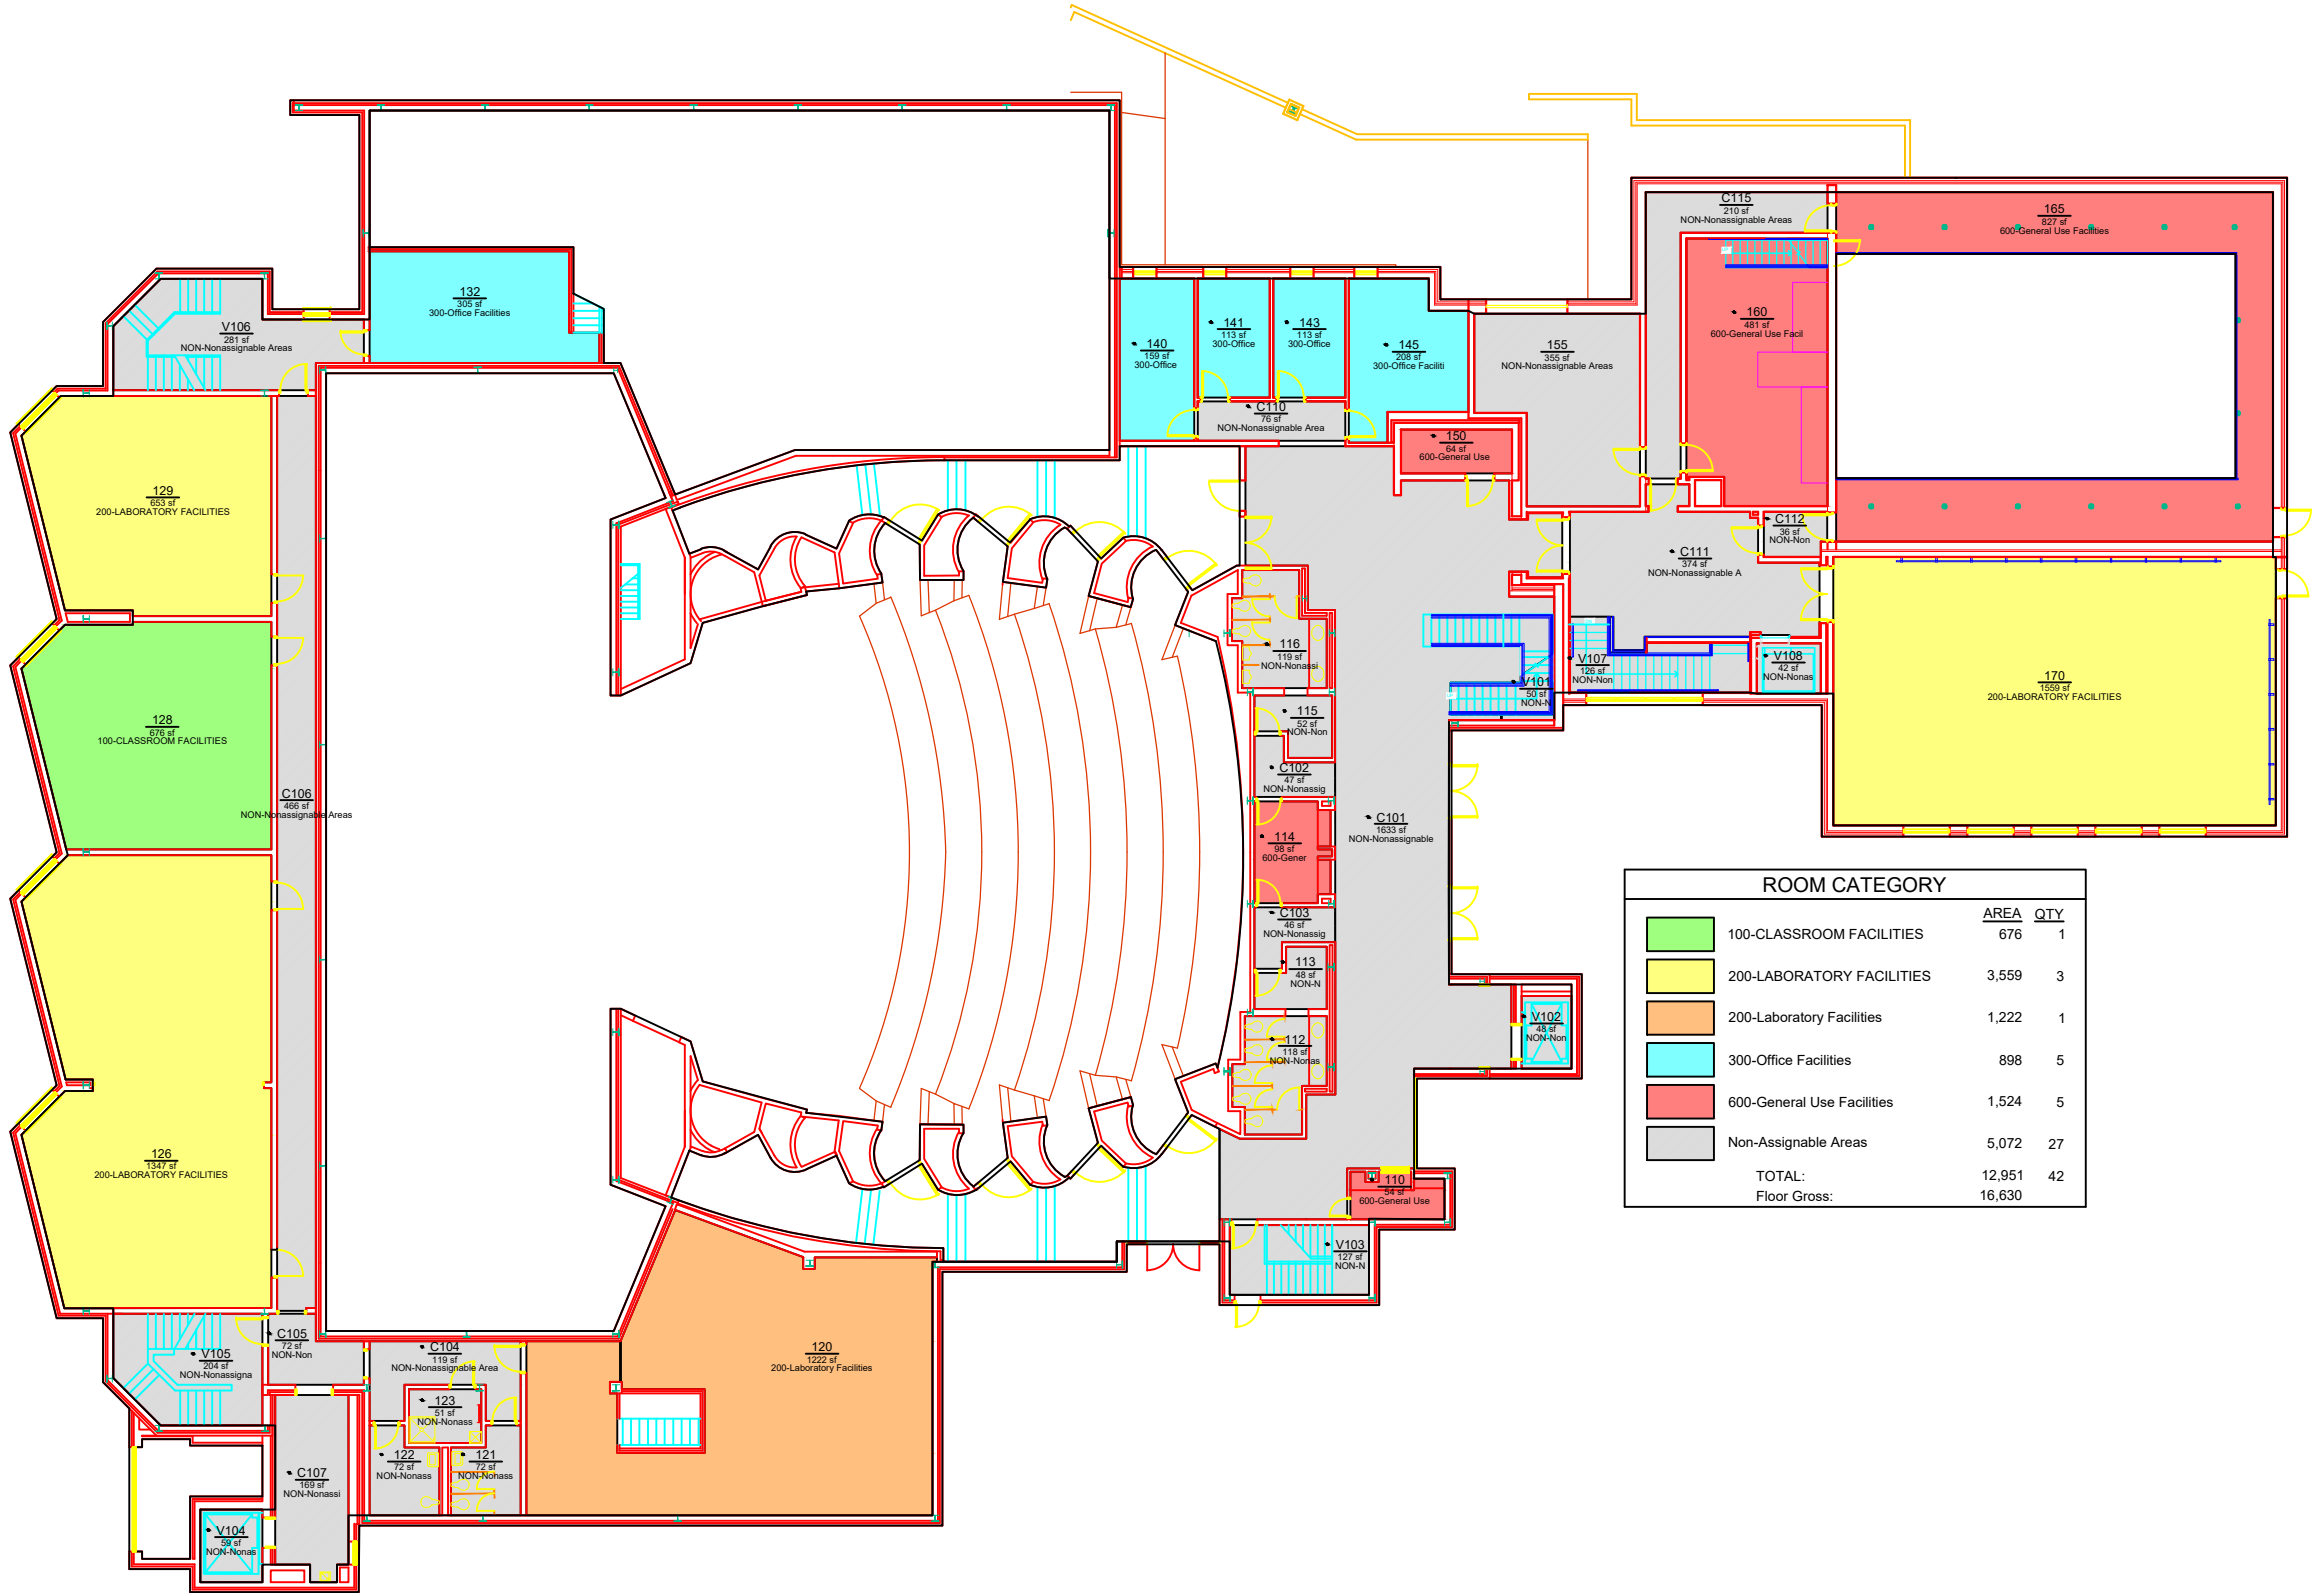 C115
210 sf
NON-Nonassignable Areas
165
827 sf
600-General Use Facilities
132
305 sf
300-Office Facilities
V106
281 sf
NON-Nonassignable Areas
140
159 sf
300-Office
141
113 sf
300-Office
143
113 sf
300-Office
145
208 sf
300-Office Faciliti
155
355 sf
NON-Nonassignable Areas
160
481 sf
600-General Use Facil
C110
76 sf
NON-Nonassignable Area
150
64 sf
600-General Use
129
653 sf
200-LABORATORY FACILITIES
C112
36 sf
NON-Non
C111
374 sf
NON-Nonassignable A
116
119 sf
NON-Nonassi
V101
50 sf
NON-N
V107
126 sf
NON-Non
V108
42 sf
NON-Nonas
170
1559 sf
200-LABORATORY FACILITIES
128
676 sf
100-CLASSROOM FACILITIES
115
52 sf
NON-Non
C102
47 sf
NON-Nonassig
C106
466 sf
NON-Nonassignable Areas
C101
1633 sf
NON-Nonassignable
114
98 sf
600-Gener
C103
46 sf
NON-Nonassig
113
48 sf
NON-N
V102
48 sf
NON-Non
112
118 sf
NON-Nonas
126
1347 sf
200-LABORATORY FACILITIES
110
54 sf
600-General Use
V103
127 sf
NON-N
C105
72 sf
NON-Non
V105
204 sf
NON-Nonassigna
C104
119 sf
NON-Nonassignable Area
120
1222 sf
200-Laboratory Facilities
123
51 sf
NON-Nonass
122
72 sf
NON-Nonass
121
72 sf
NON-Nonass
C107
169 sf
NON-Nonassi
V104
59 sf
NON-Nonas
ROOM CATEGORY
AREA QTY
100-CLASSROOM FACILITIES 676 1
200-LABORATORY FACILITIES 3,559 3
200-Laboratory Facilities 1,222 1
300-Office Facilities 898 5
600-General Use Facilities 1,524 5
Non-Assignable Areas 5,072 27
TOTAL: 12,951 42
Floor Gross: 16,630